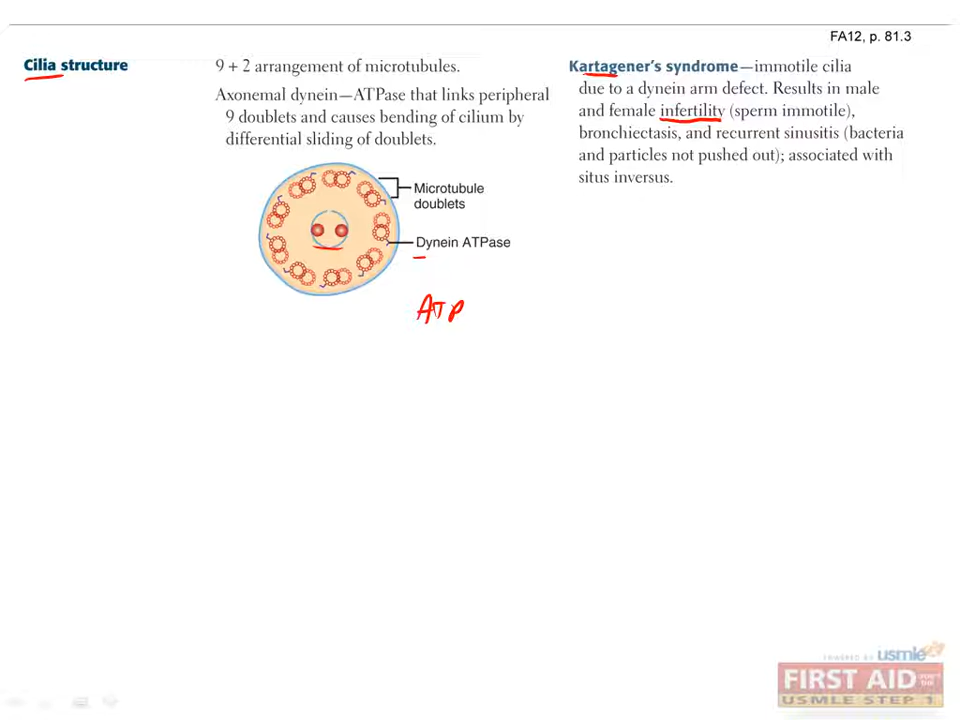 FA12, p. 81.3
Cilia structure
9 + 2 arrangement of microtubules.
Axonemal dynein—ATPase that links peripheral
9 doublets and causes bending of cilium by
differential sliding of doublets.
Microtubule
doublets
Dynein ATPase
ATP
Kartagener's syndrome—immotile cilia
due to a dynein arm defect. Results in male
and female infertility (sperm immotile),
bronchiectasis, and recurrent sinusitis (bacteria
and particles not pushed out); associated with
situs inversus.
POWERED BY usmle
FIRST AID FOR THE
USMLE STEP 1